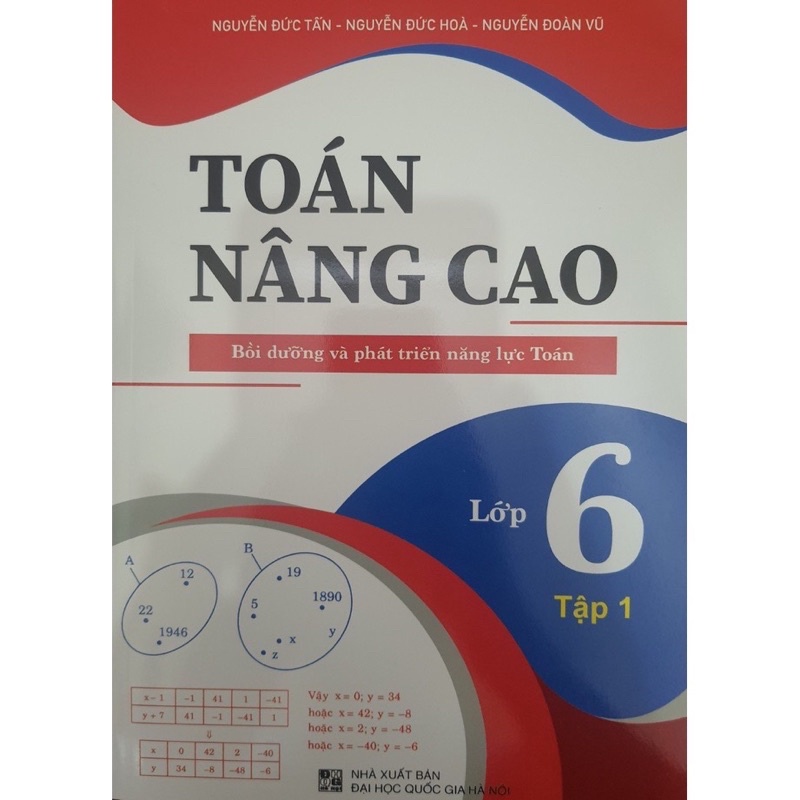 NGUYỄN ĐỨC TẤN - NGUYỄN ĐỨC HOÀ - NGUYỄN ĐOÀN VŨ
TOÁN
NÂNG CAO
Bồi dưỡng và phát triển năng lực Toán
Lớp 6
Tập 1
A
12
22
1946
B
19
5
1890
y
x
z
x – 1 –1 41 1 –41
y + 7 41 –1 –41 1
⇓
x 0 42 2 –40
y 34 –8 –48 –6
Vậy x = 0; y = 34
hoặc x = 42; y = –8
hoặc x = 2; y = –48
hoặc x = –40; y = –6
NHÀ XUẤT BẢN
ĐẠI HỌC QUỐC GIA HÀ NỘI